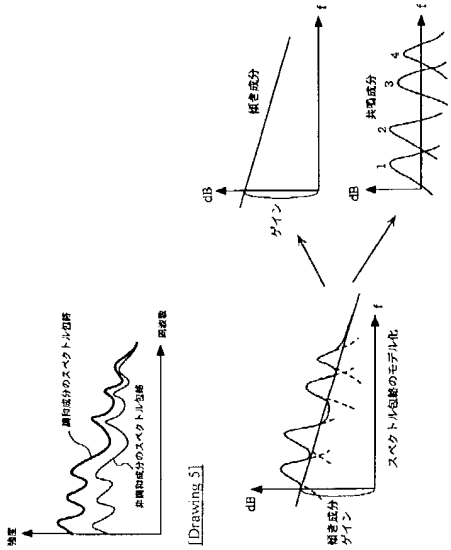 強度
調和成分のスペクトル包絡
非調和成分のスペクトル包絡
周波数
[Drawing 5]
dB
傾き成分
ゲイン
f
スペクトル包絡のモデル化
dB
ゲイン
傾き成分
f
dB
共鳴成分
1
2
3
4
f